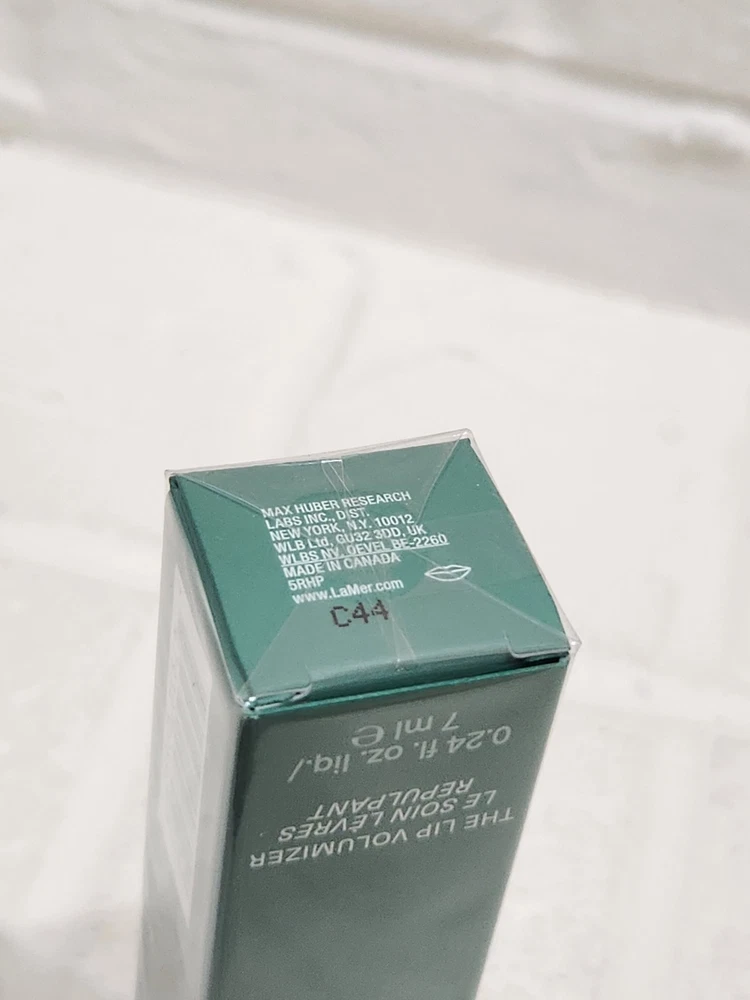 MAX HUBER RESEARCH
LABS INC., DIST.
NEW YORK, N.Y. 10012
WLB Ltd, GU32 3DD, UK
WLBS NV, OEVEL BE-2260
MADE IN CANADA
5RHP
www.LaMer.com
C44
THE LIP VOLUMIZER
LE SOIN LÈVRES
REPULPANT
0.24 fl. oz. liq./
7 ml e